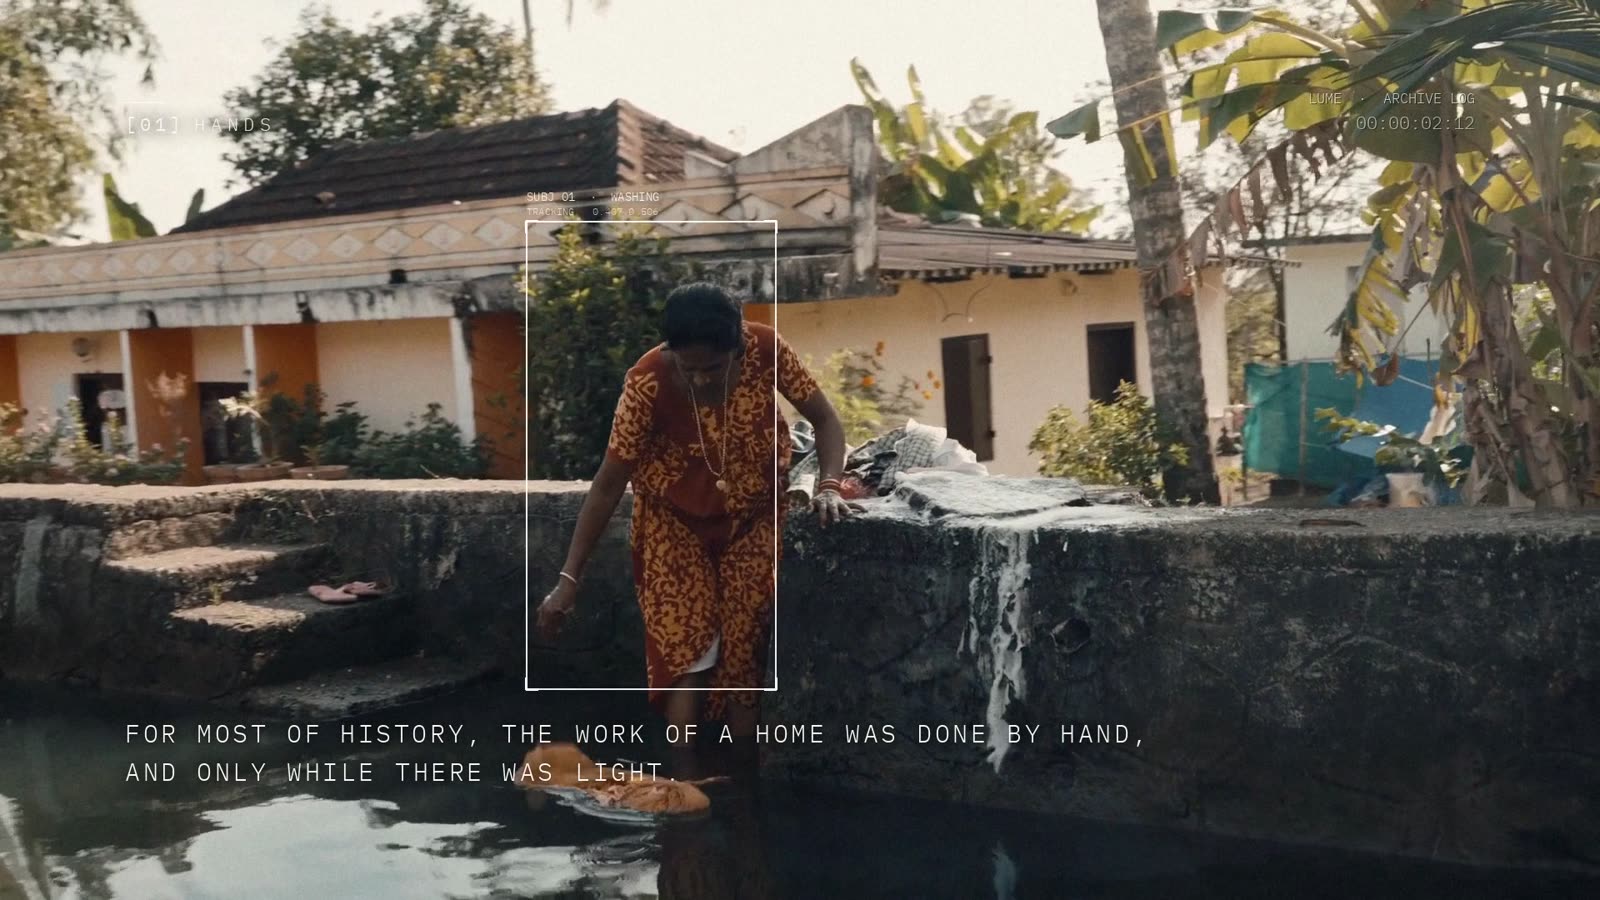 [01] HANDS
LUME · ARCHIVE LOG
00:00:02:12
SUBJ 01 · WASHING
TRACKING
FOR MOST OF HISTORY, THE WORK OF A HOME WAS DONE BY HAND,
AND ONLY WHILE THERE WAS LIGHT.